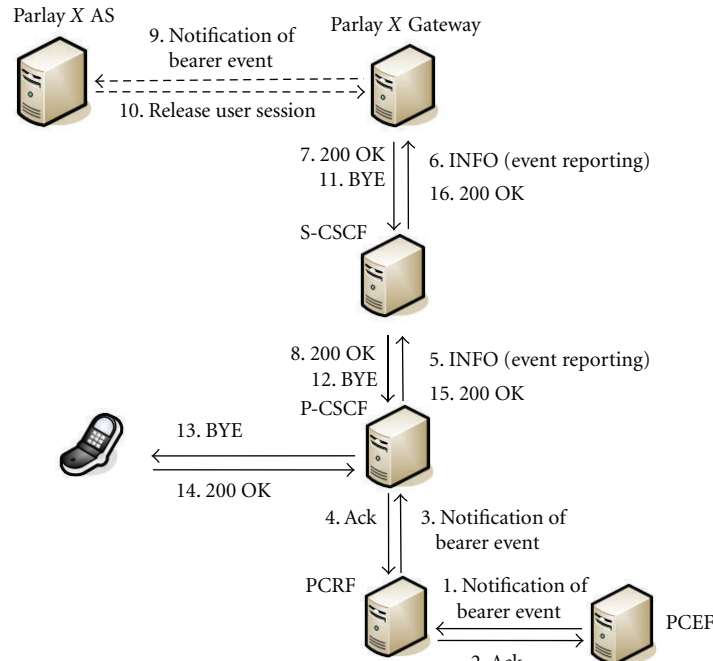 Parlay X AS
Parlay X Gateway
9. Notification of
bearer event
10. Release user session
7. 200 OK
11. BYE
6. INFO (event reporting)
16. 200 OK
S-CSCF
8. 200 OK
12. BYE
5. INFO (event reporting)
15. 200 OK
P-CSCF
13. BYE
14. 200 OK
4. Ack
3. Notification of
bearer event
PCRF
1. Notification of
bearer event
PCEF
2. Ack